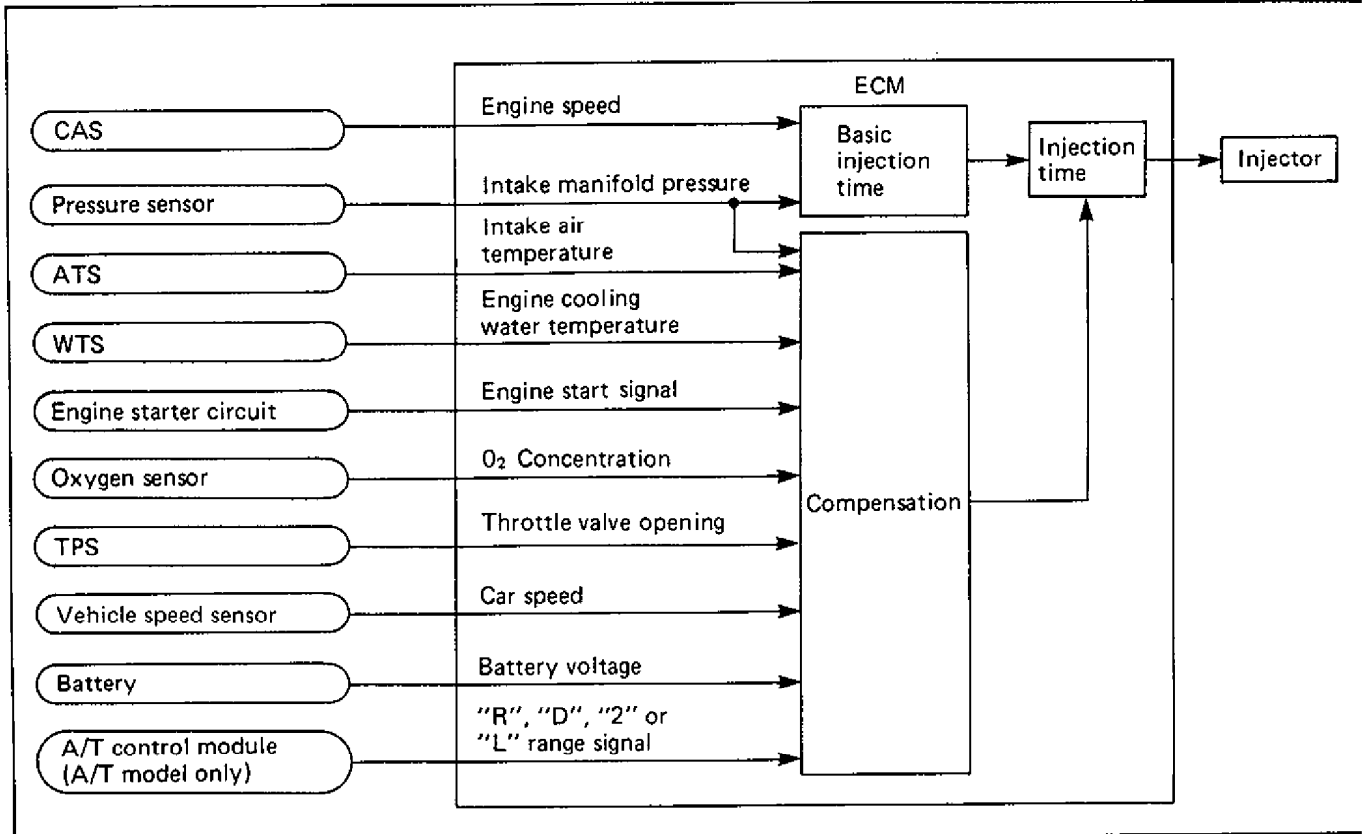 ECM
CAS
Engine speed
Basic
injection
time
Injection
time
Injector
Pressure sensor
Intake manifold pressure
Intake air
temperature
ATS
Engine cooling
water temperature
WTS
Engine starter circuit
Engine start signal
Oxygen sensor
O₂ Concentration
Compensation
TPS
Throttle valve opening
Vehicle speed sensor
Car speed
Battery
Battery voltage
A/T control module
(A/T model only)
"R", "D", "2" or
"L" range signal